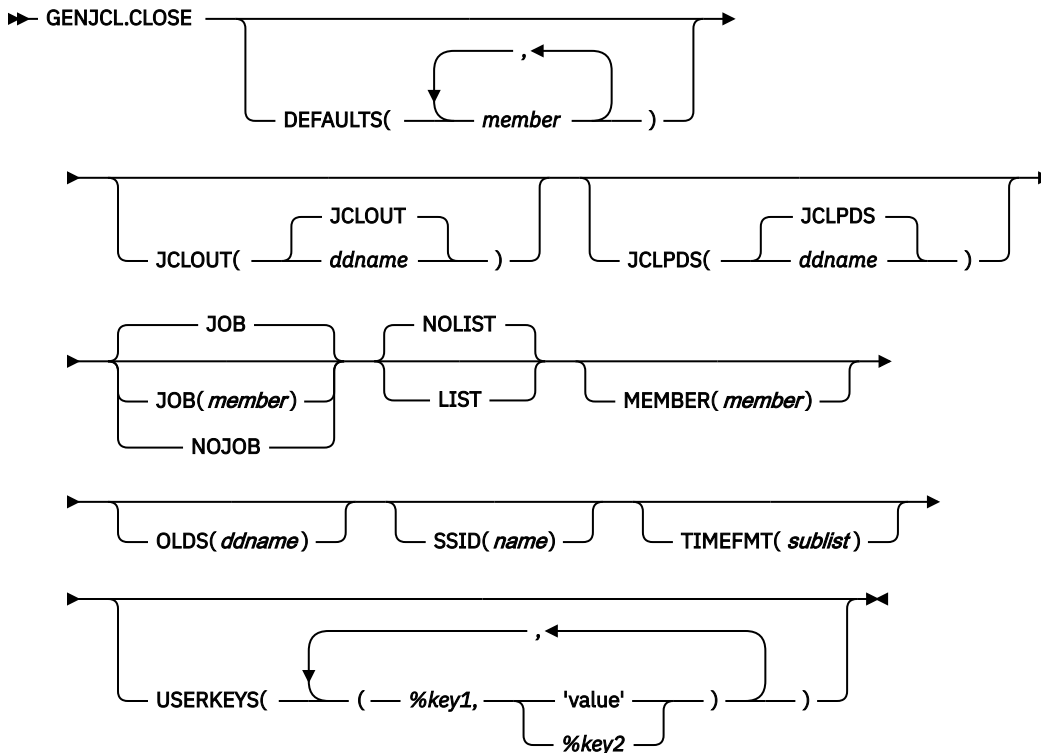 GENJCL.CLOSE
,
DEFAULTS( member )
JCLOUT JCLPDS
JCLOUT( ddname ) JCLPDS( ddname )
JOB NOLIST
JOB( member) LIST MEMBER( member)
NOJOB
OLDS( ddname ) SSID( name ) TIMEFMT( sublist )
,
USERKEYS( ( %key1, 'value' ) )
%key2